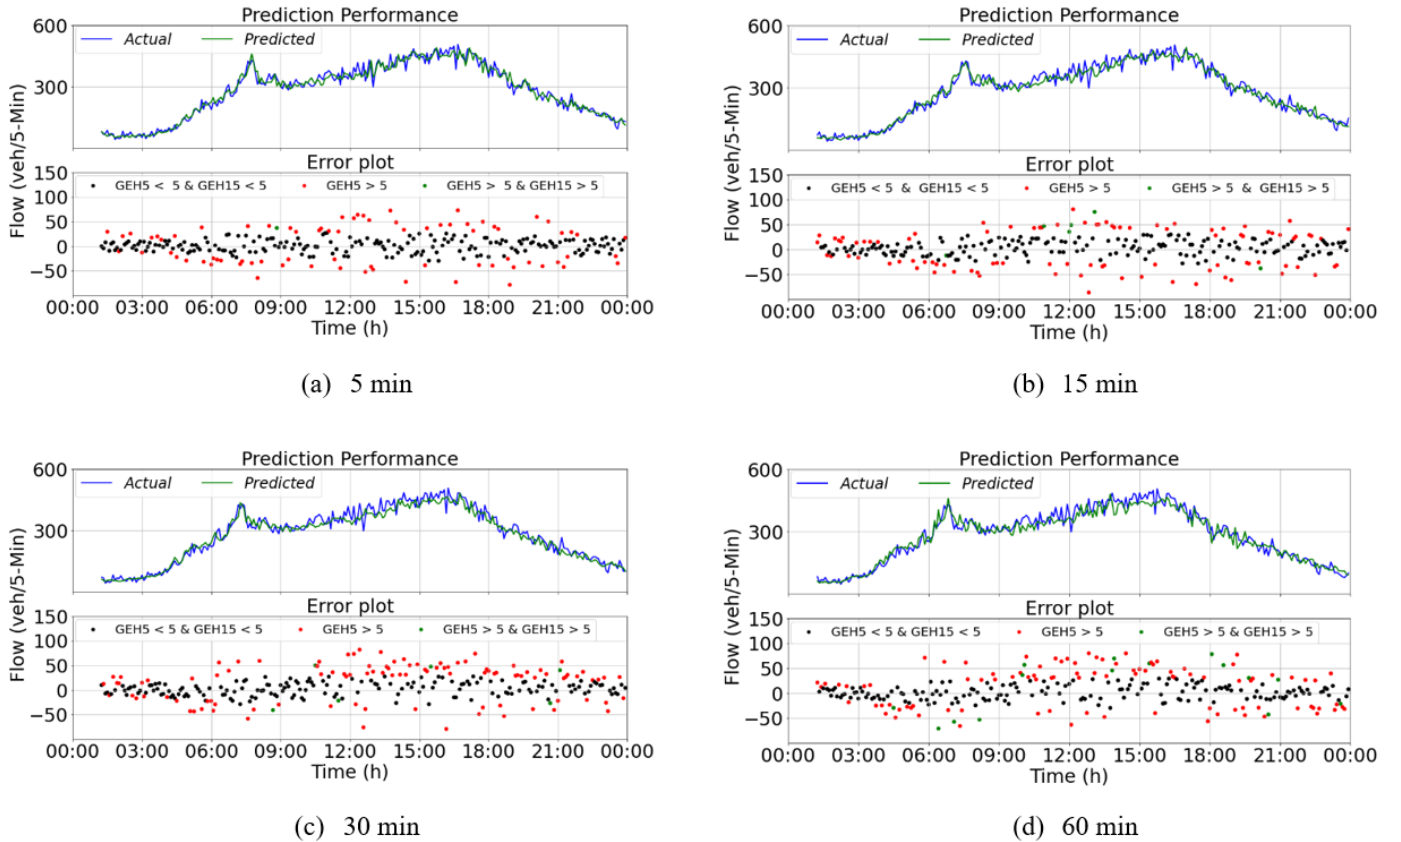 Prediction Performance
600
300
Actual
Predicted
Flow (veh/5-Min)
Error plot
150
100
50
0
−50
GEH5 < 5 & GEH15 < 5
GEH5 > 5
GEH5 > 5 & GEH15 > 5
00:00 03:00 06:00 09:00 12:00 15:00 18:00 21:00 00:00
Time (h)
(a) 5 min
Prediction Performance
600
300
Actual
Predicted
Flow (veh/5-Min)
Error plot
150
100
50
0
−50
GEH5 < 5 & GEH15 < 5
GEH5 > 5
GEH5 > 5 & GEH15 > 5
00:00 03:00 06:00 09:00 12:00 15:00 18:00 21:00 00:00
Time (h)
(b) 15 min
Prediction Performance
600
300
Actual
Predicted
Flow (veh/5-Min)
Error plot
150
100
50
0
−50
GEH5 < 5 & GEH15 < 5
GEH5 > 5
GEH5 > 5 & GEH15 > 5
00:00 03:00 06:00 09:00 12:00 15:00 18:00 21:00 00:00
Time (h)
(c) 30 min
Prediction Performance
600
300
Actual
Predicted
Flow (veh/5-Min)
Error plot
150
100
50
0
−50
GEH5 < 5 & GEH15 < 5
GEH5 > 5
GEH5 > 5 & GEH15 > 5
00:00 03:00 06:00 09:00 12:00 15:00 18:00 21:00 00:00
Time (h)
(d) 60 min